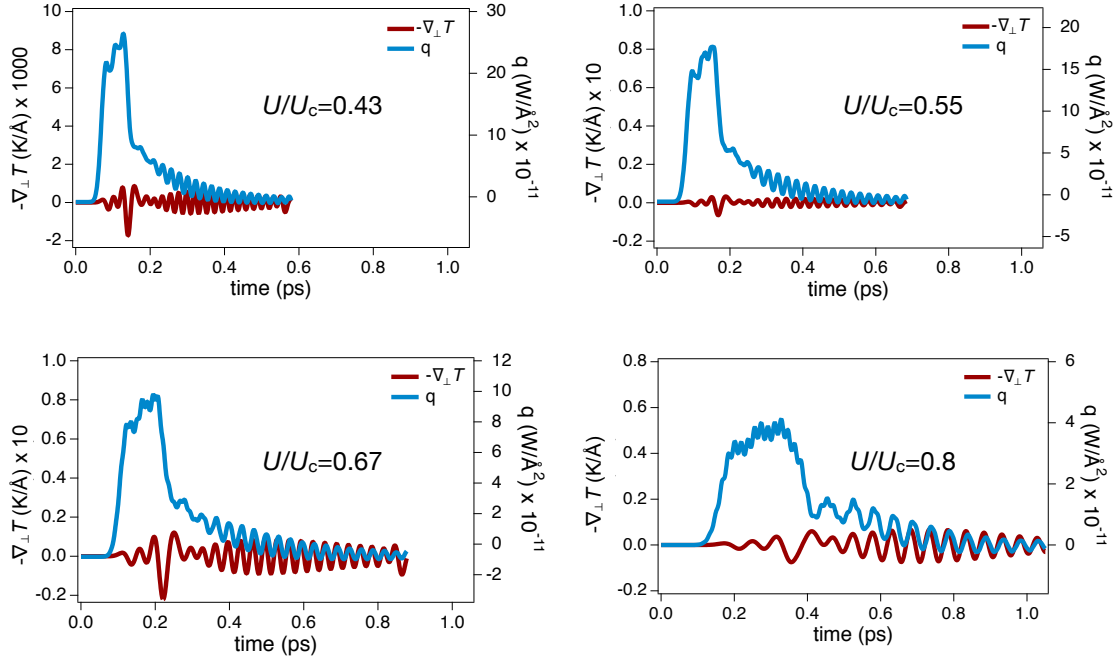 -∇⊥T (K/Å) x 1000
10
8
6
4
2
0
-2
-∇⊥T
q
U/Uc=0.43
30
20
10
0
q (W/Å²) x 10⁻¹¹
0.0 0.2 0.4 0.6 0.8 1.0
time (ps)
-∇⊥T (K/Å) x 10
1.0
0.8
0.6
0.4
0.2
0.0
-0.2
-∇⊥T
q
U/Uc=0.55
20
15
10
5
0
-5
q (W/Å²) x 10⁻¹¹
0.0 0.2 0.4 0.6 0.8 1.0
time (ps)
-∇⊥T (K/Å) x 10
1.0
0.8
0.6
0.4
0.2
0.0
-0.2
-∇⊥T
q
U/Uc=0.67
12
10
8
6
4
2
0
-2
q (W/Å²) x 10⁻¹¹
0.0 0.2 0.4 0.6 0.8 1.0
time (ps)
-∇⊥T (K/Å)
0.8
0.6
0.4
0.2
0.0
-0.2
-∇⊥T
q
U/Uc=0.8
6
4
2
0
q (W/Å²) x 10⁻¹¹
0.0 0.2 0.4 0.6 0.8 1.0
time (ps)